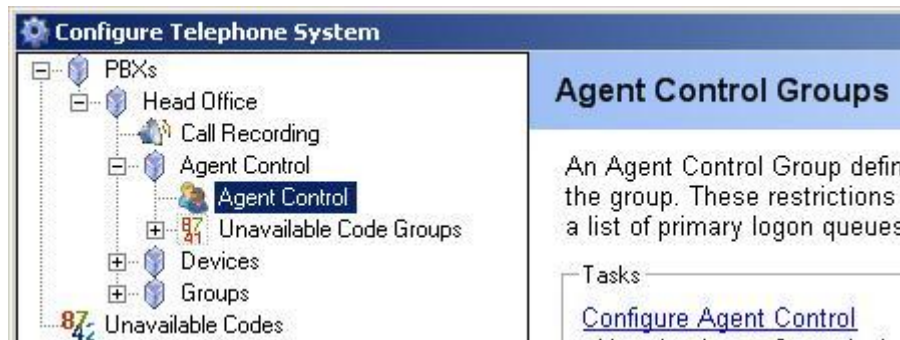 Configure Telephone System
PBXs
Head Office
Call Recording
Agent Control
Agent Control
Unavailable Code Groups
Devices
Groups
Unavailable Codes
Agent Control Groups
An Agent Control Group
the group. These restrictions
a list of primary logon queues
Tasks
Configure Agent Control